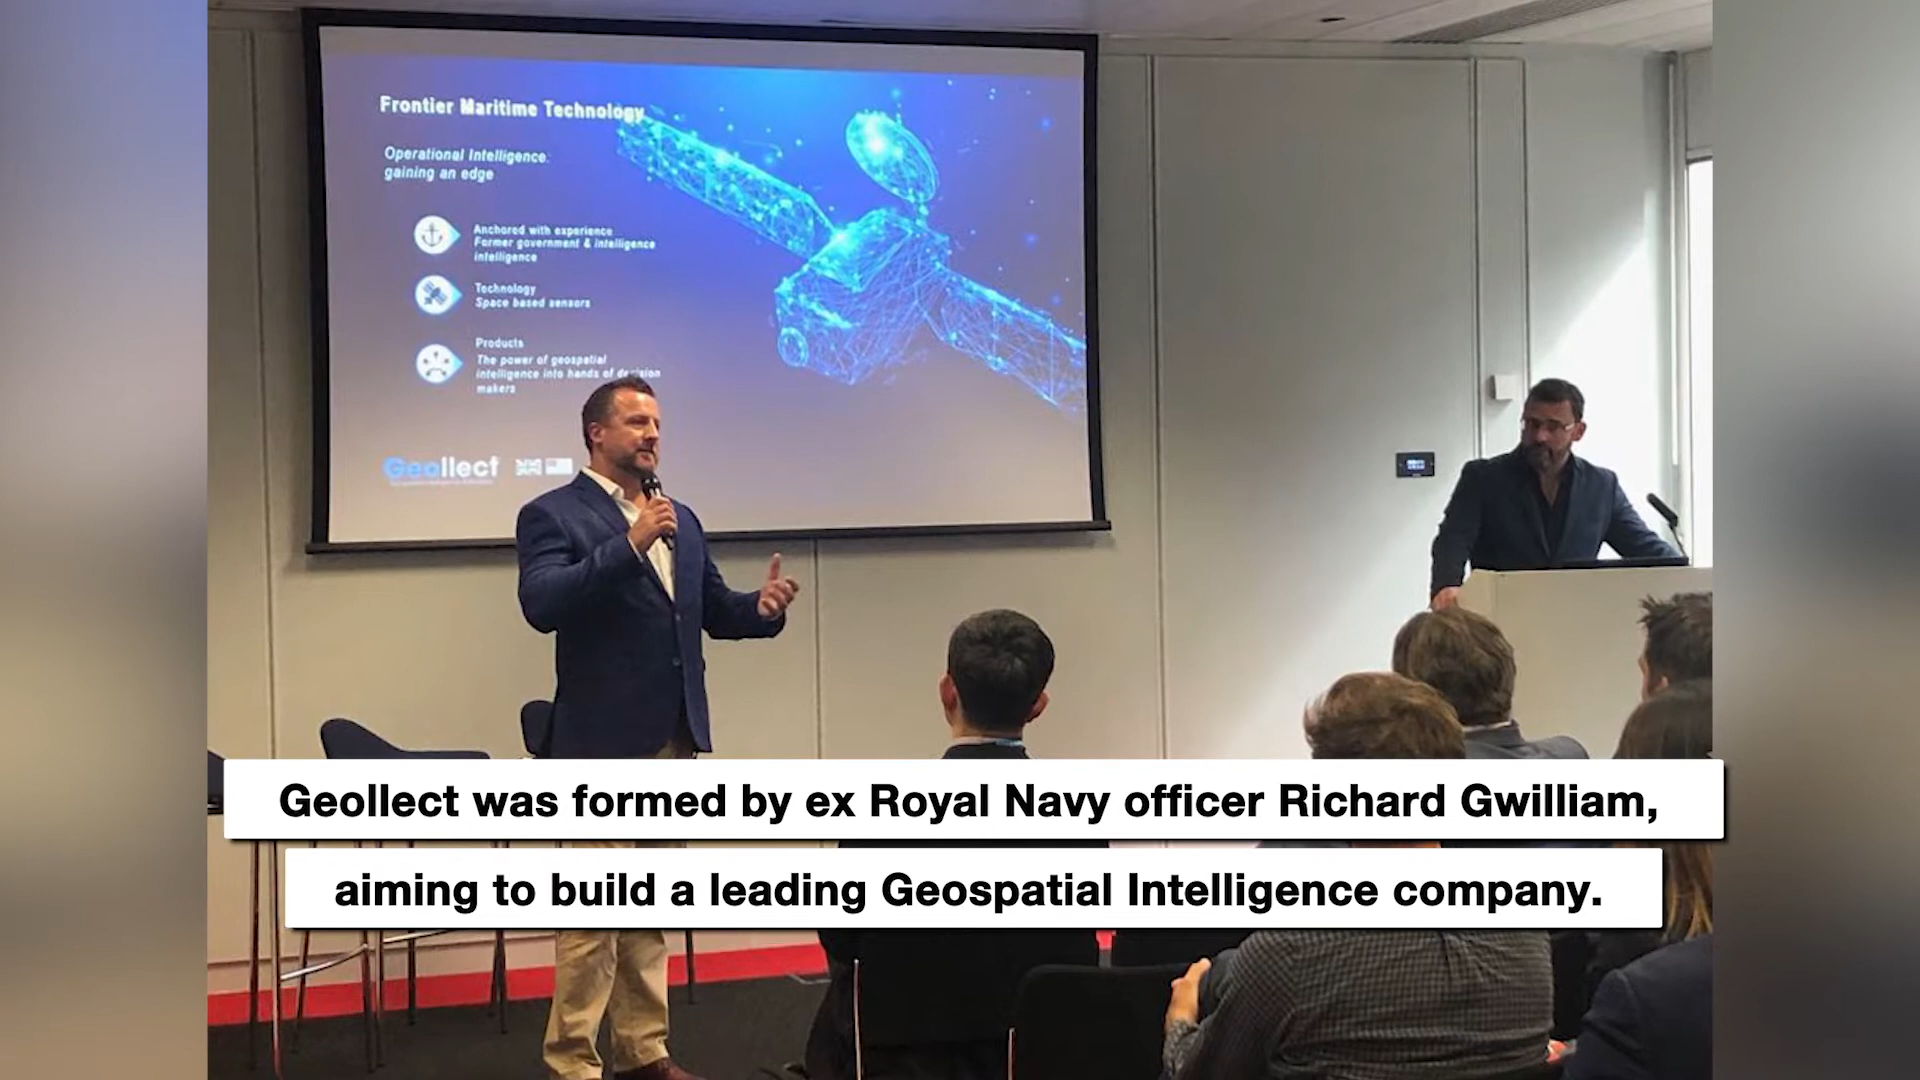 Frontier Maritime Technology
Operational Intelligence:
gaining an edge
Anchored with experience
Former government & intelligence
intelligence
Technology
Space based sensors
Products
The power of geospatial
intelligence into hands of decision
makers
Geollect
Geollect was formed by ex Royal Navy officer Richard Gwilliam,
aiming to build a leading Geospatial Intelligence company.